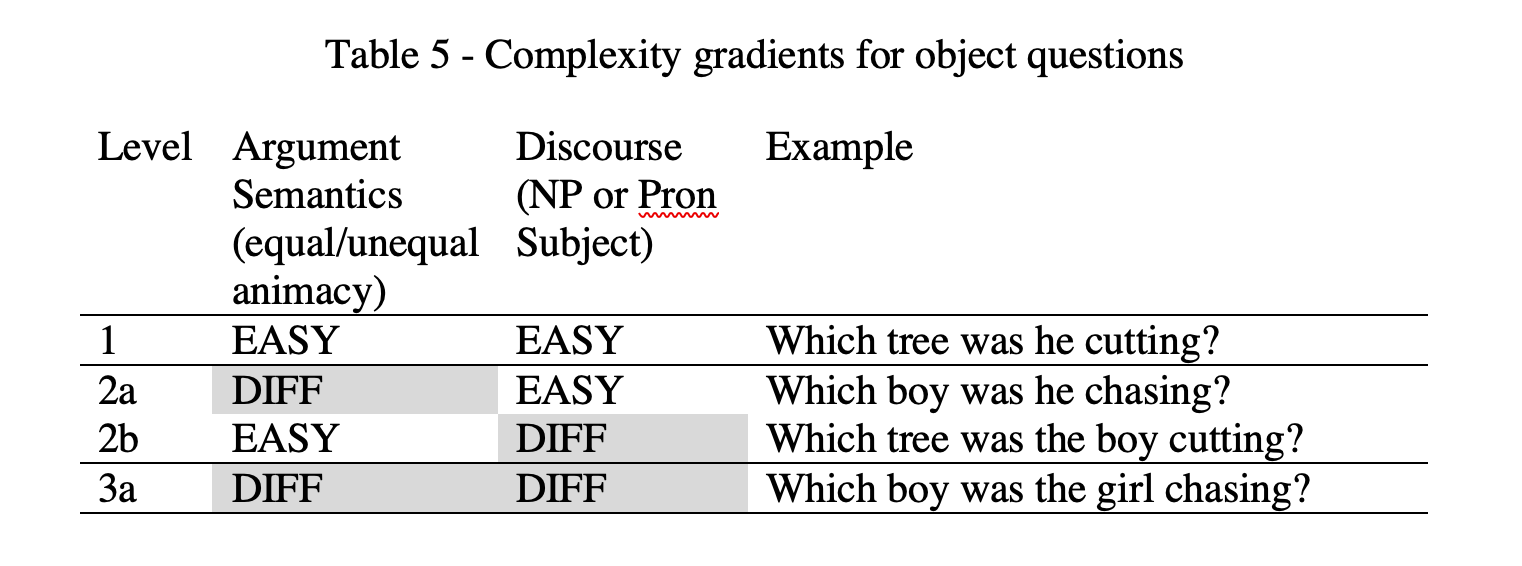 Table 5 - Complexity gradients for object questions
Level Argument Semantics (equal/unequal animacy) Discourse (NP or Pron Subject) Example
1 EASY EASY Which tree was he cutting?
2a DIFF EASY Which boy was he chasing?
2b EASY DIFF Which tree was the boy cutting?
3a DIFF DIFF Which boy was the girl chasing?